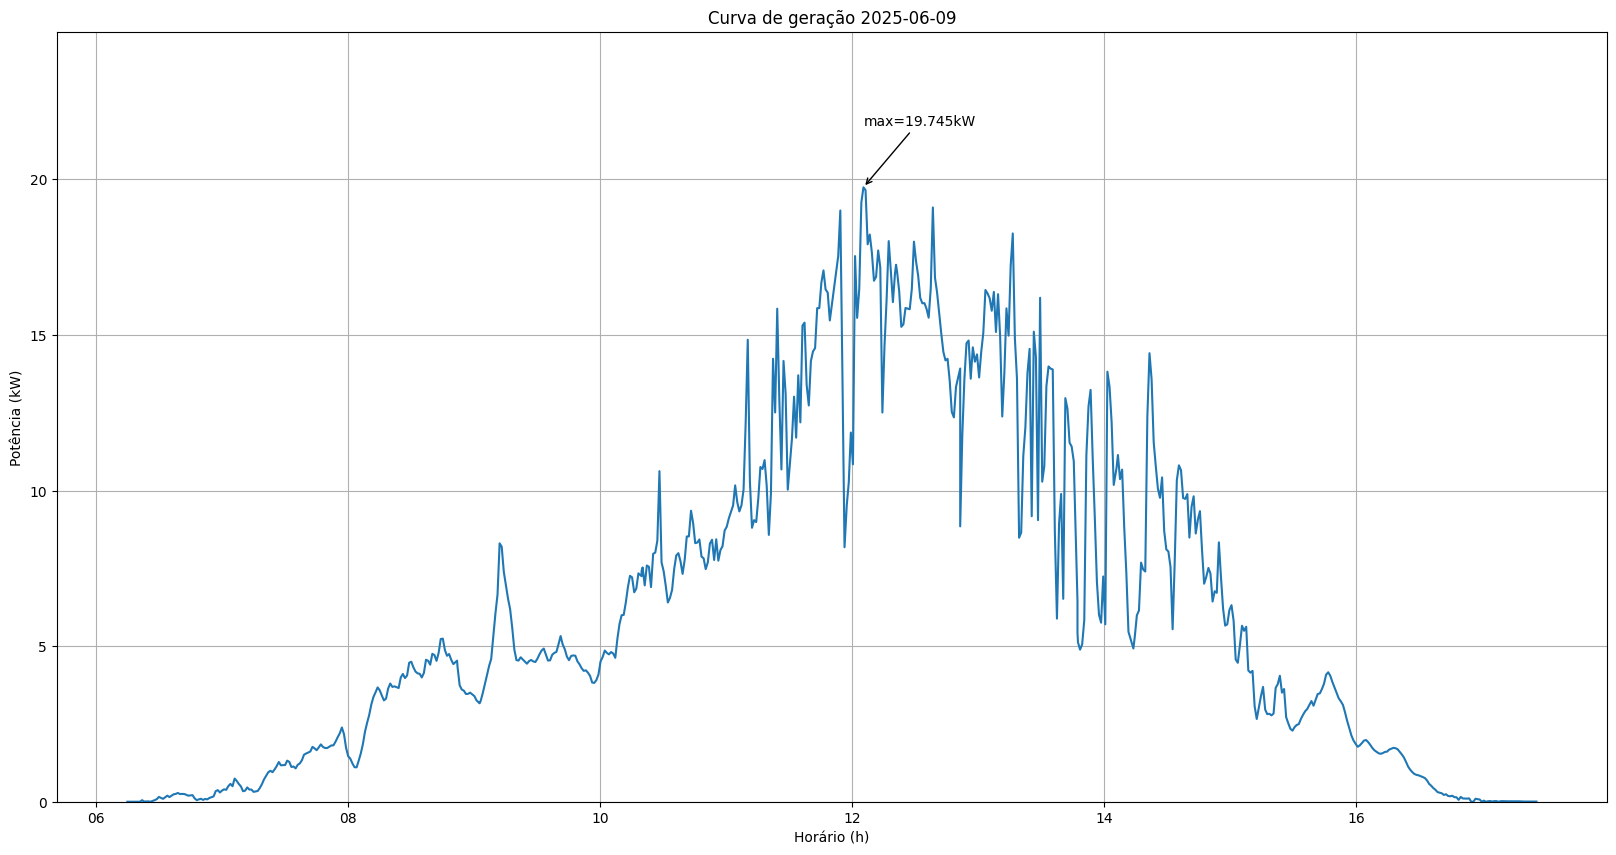 Curva de geração 2025-06-09
max=19.745kW
Potência (kW)
20
15
10
5
0
06 08 10 12 14 16
Horário (h)